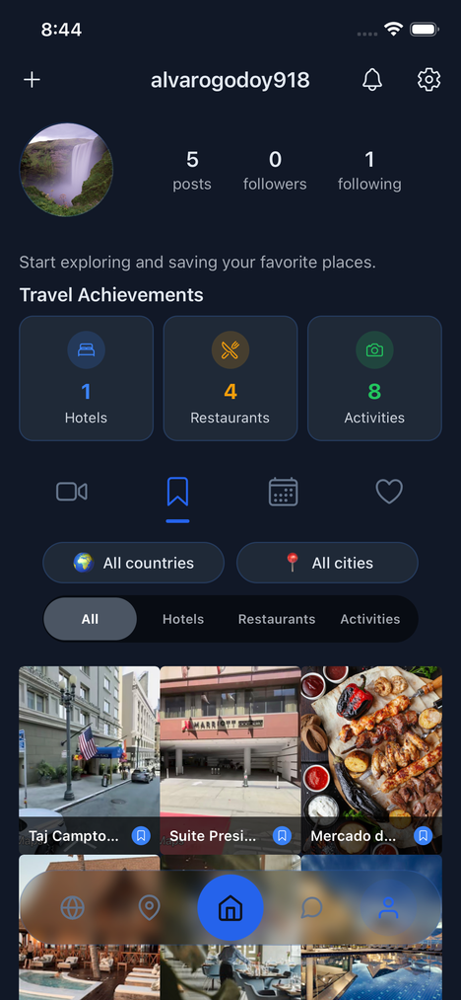 8:44
alvarogodoy918
5 0 1
posts followers following
Start exploring and saving your favorite places.
Travel Achievements
1 4 8
Hotels Restaurants Activities
All countries All cities
All Hotels Restaurants Activities
MARRIOTT
Taj Campto... Suite Presi... Mercado d...